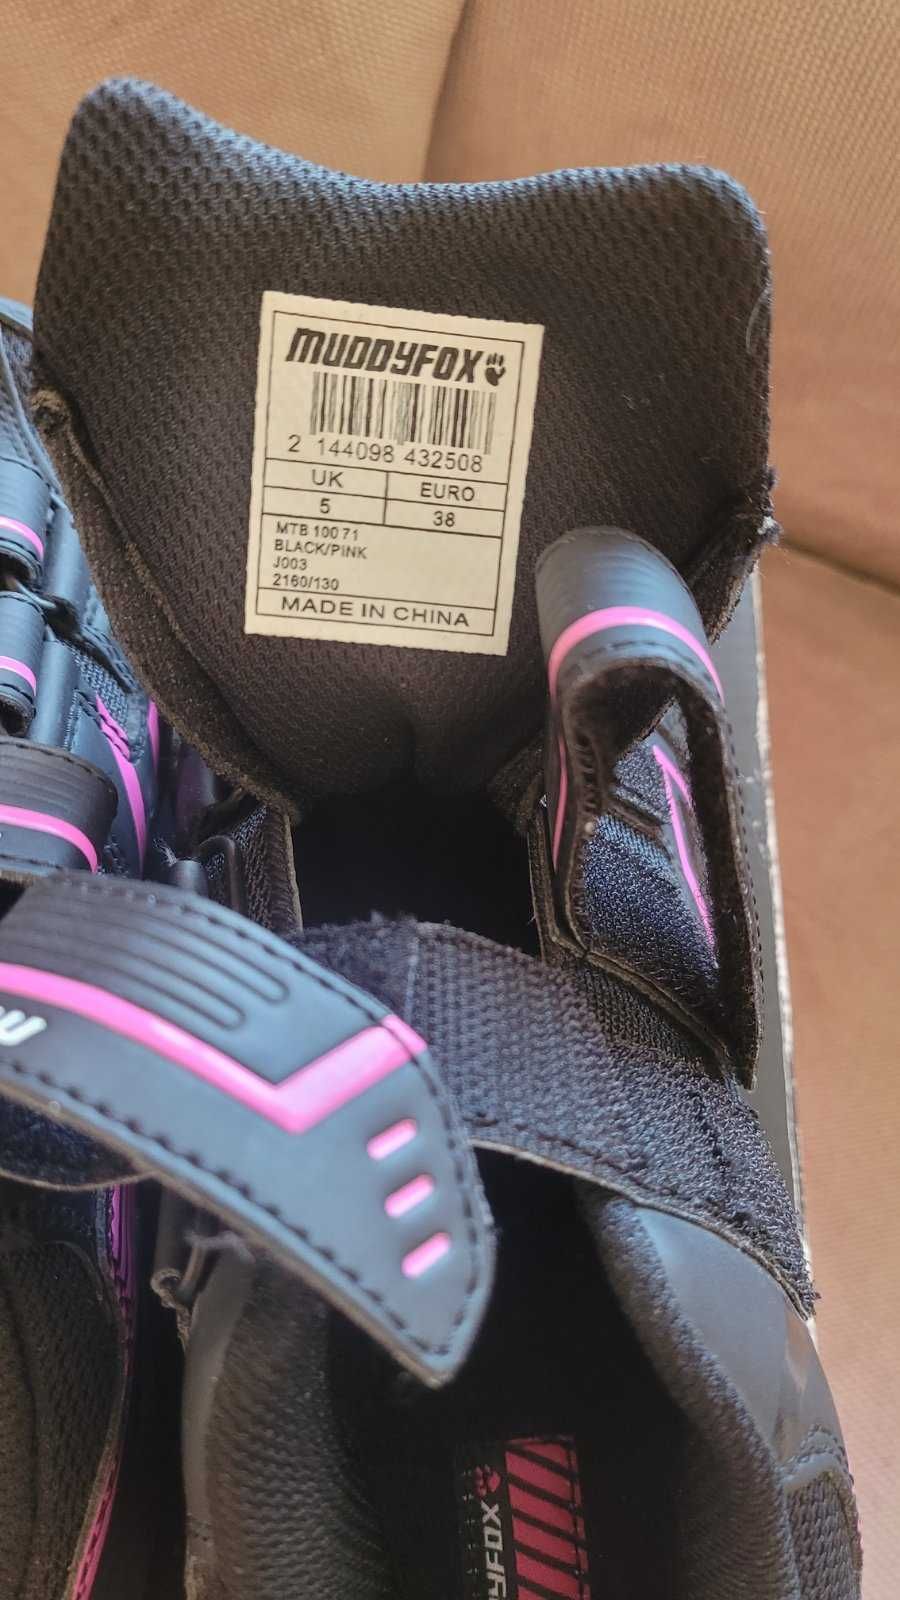 MUDDYFOX
2 144098 432508
UK EURO
5 38
MTB 100 71
BLACK/PINK
J003
2160/130
MADE IN CHINA